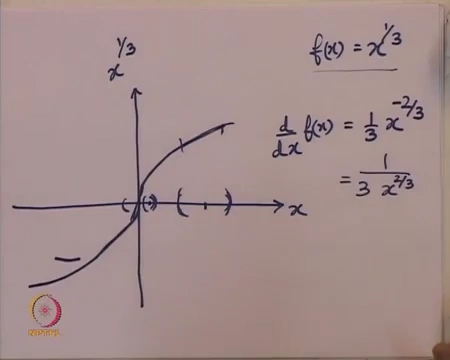 f(x) = x^{1/3}
x^{1/3}
d/dx f(x) = 1/3 x^{-2/3}
= 1/(3 x^{2/3})
x
NPTEL